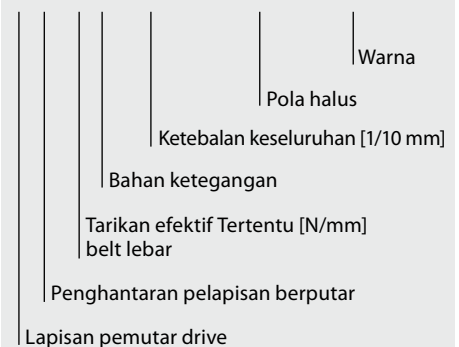 Warna
Pola halus
Ketebalan keseluruhan [1/10 mm]
Bahan ketegangan
Tarikan efektif Tertentu [N/mm]
belt lebar
Penghantaran pelapisan berputar
Lapisan pemutar drive